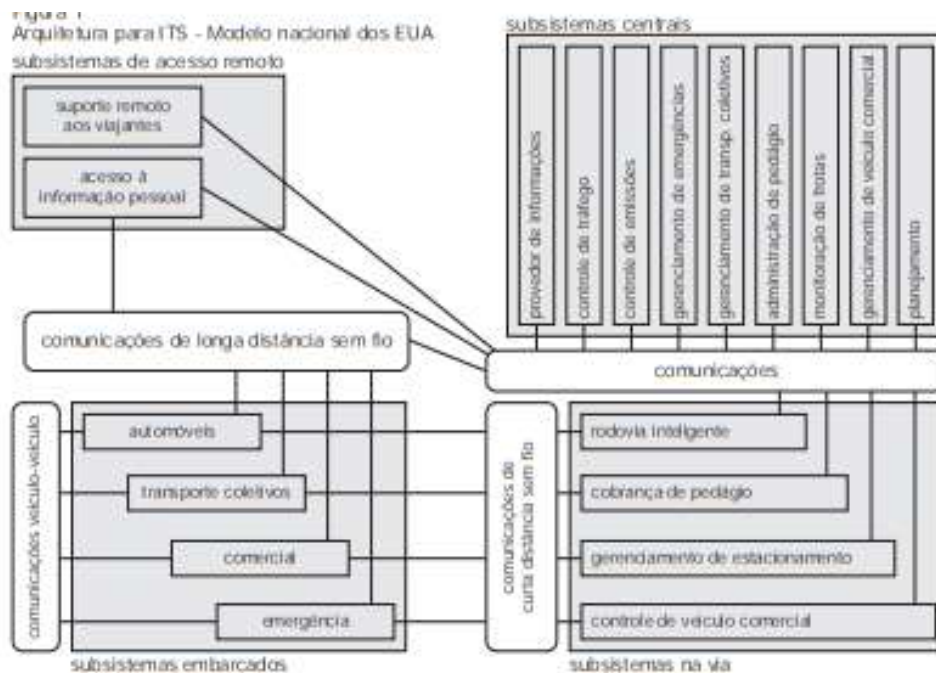 Figura 1
Arquitetura para ITS - Modelo nacional dos EUA
subsistemas de acesso remoto
suporte remoto
aos viajantes
acesso à
informação pessoal
subsistemas centrais
provedor de informações
controle de tráfego
controle de emissões
gerenciamento de emergências
gerenciamento de transp. coletivos
administração de pedágio
monitoração de frotas
gerenciamento de veículo comercial
planejamento
comunicações de longa distância sem fio
comunicações
comunicações veículo-veículo
automóveis
transporte coletivos
comercial
emergência
subsistemas embarcados
comunicações de
curta distância sem fio
rodovia inteligente
cobrança de pedágio
gerenciamento de estacionamento
controle de veículo comercial
subsistemas na via